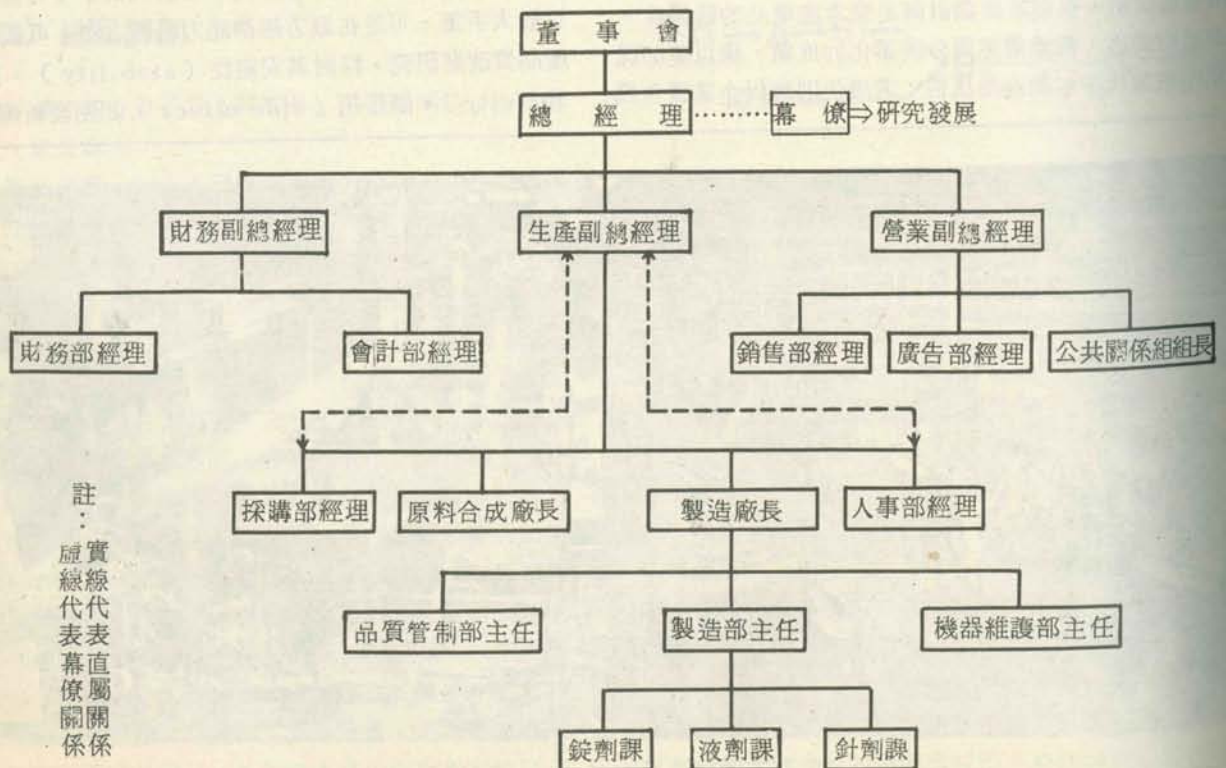 董事會
總經理………幕僚⇒研究發展
財務副總經理
生產副總經理
營業副總經理
財務部經理
會計部經理
銷售部經理
廣告部經理
公共關係組組長
採購部經理
原料合成廠長
製造廠長
人事部經理
品質管制部主任
製造部主任
機器維護部主任
錠劑課
液劑課
針劑課
註：實線代表直屬關係
虛線代表幕僚關係